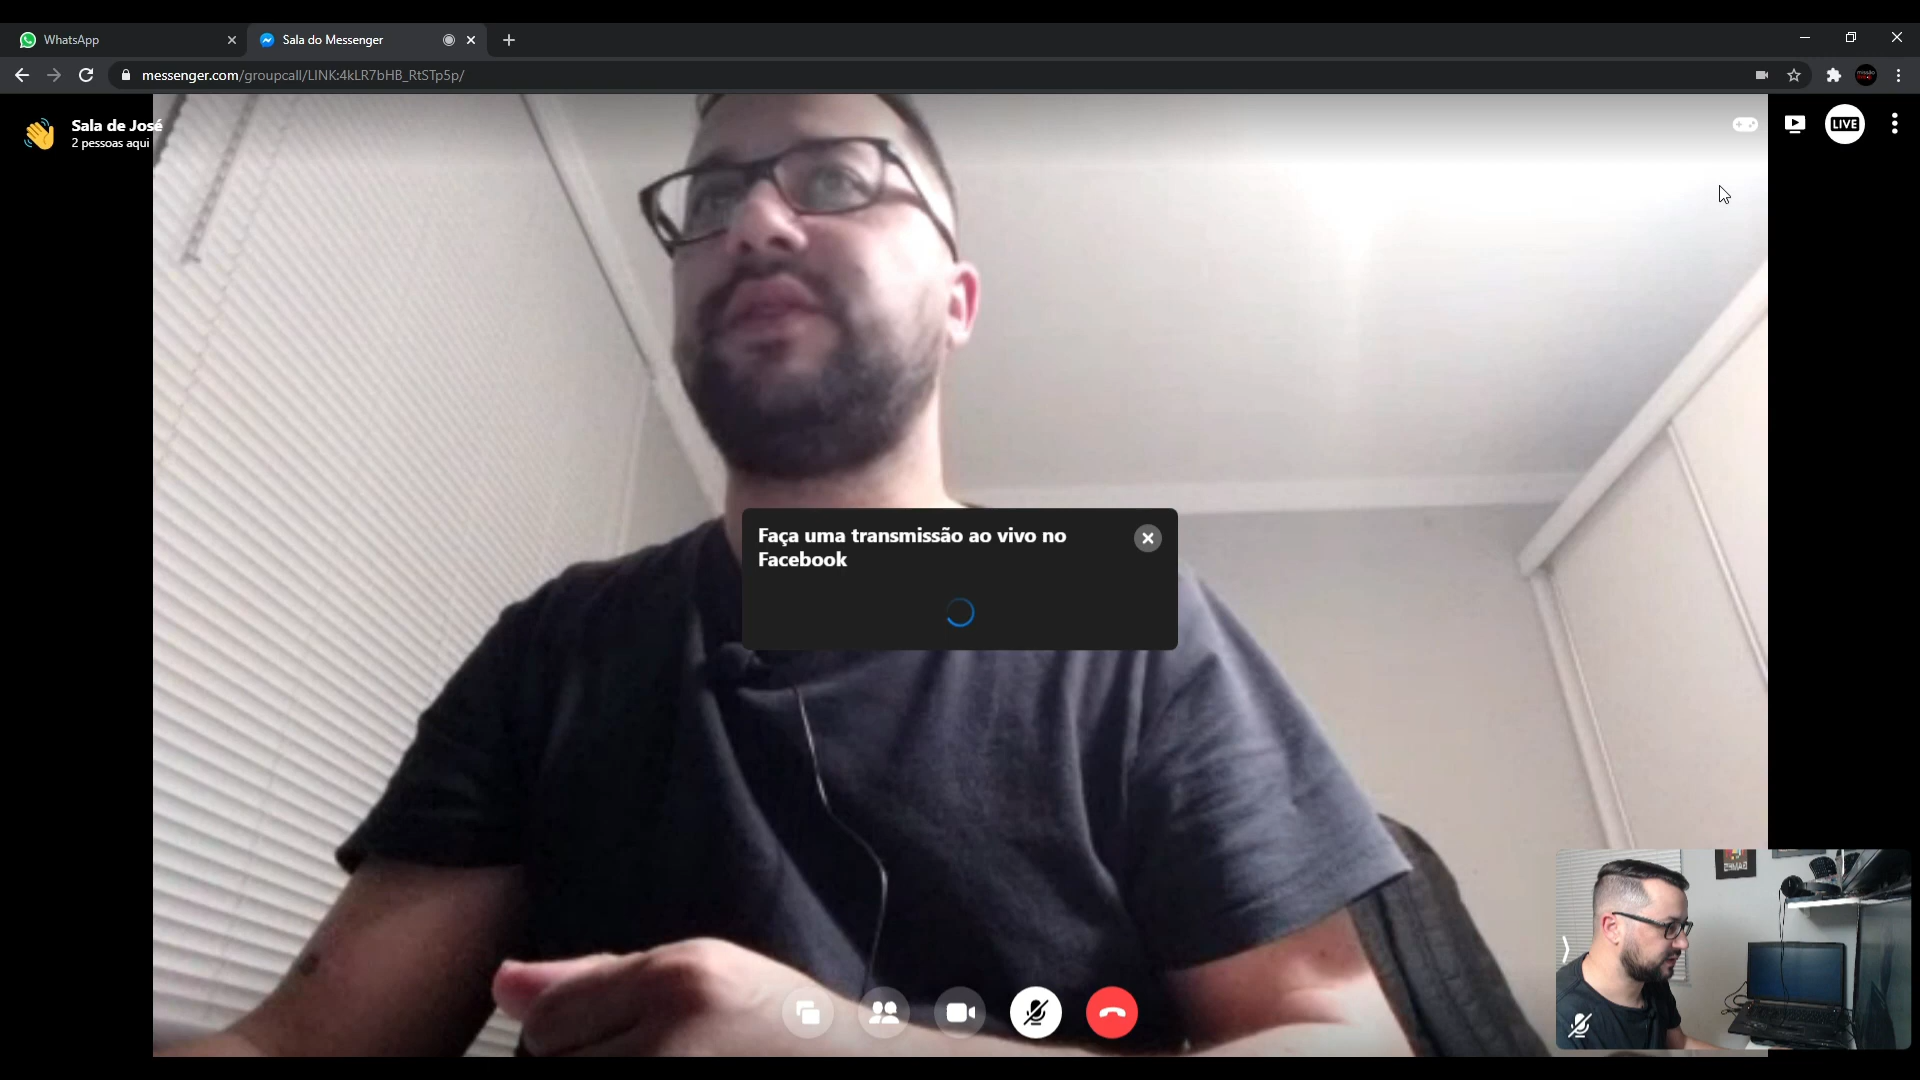 WhatsApp
Sala do Messenger
messenger.com/groupcall/LINK:4kLR7bHB_RtSTp5p/
Sala de José
2 pessoas aqui
LIVE
Faça uma transmissão ao vivo no
Facebook